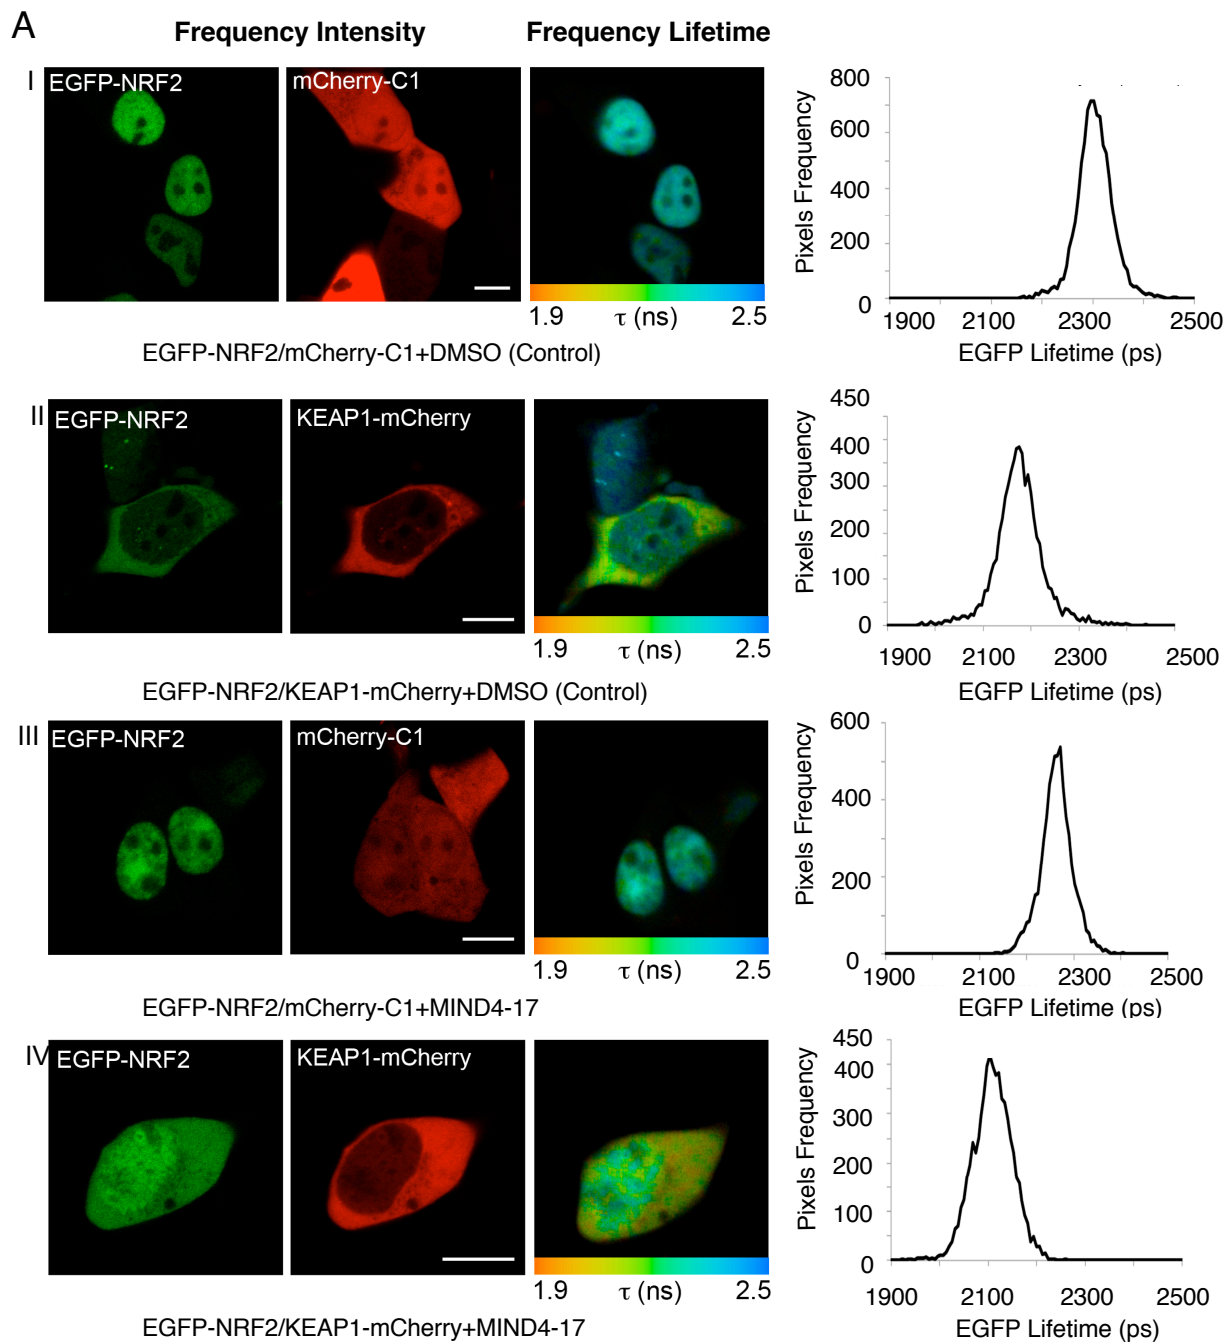 A
Frequency Intensity Frequency Lifetime
I EGFP-NRF2 mCherry-C1
800
600
400
200
0
Pixels Frequency
1900 2100 2300 2500
EGFP Lifetime (ps)
1.9 τ (ns) 2.5
EGFP-NRF2/mCherry-C1+DMSO (Control)
II EGFP-NRF2 KEAP1-mCherry
450
400
300
200
100
0
Pixels Frequency
1900 2100 2300 2500
EGFP Lifetime (ps)
1.9 τ (ns) 2.5
EGFP-NRF2/KEAP1-mCherry+DMSO (Control)
III EGFP-NRF2 mCherry-C1
600
400
200
0
Pixels Frequency
1900 2100 2300 2500
EGFP Lifetime (ps)
1.9 τ (ns) 2.5
EGFP-NRF2/mCherry-C1+MIND4-17
IV EGFP-NRF2 KEAP1-mCherry
450
400
300
200
100
0
Pixels Frequency
1900 2100 2300 2500
EGFP Lifetime (ps)
1.9 τ (ns) 2.5
EGFP-NRF2/KEAP1-mCherry+MIND4-17